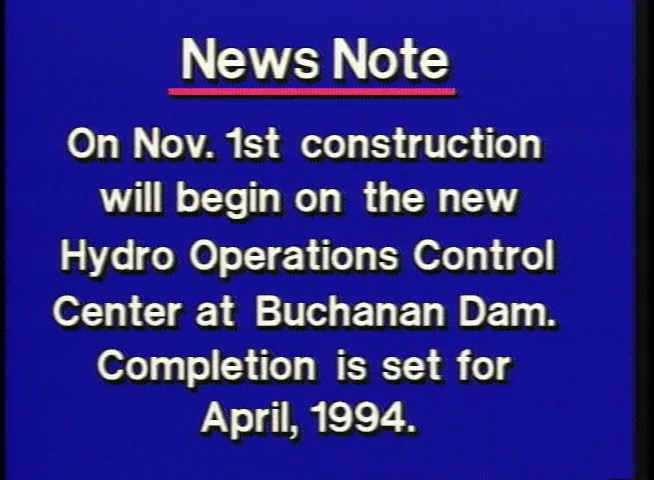 News Note
On Nov. 1st construction
will begin on the new
Hydro Operations Control
Center at Buchanan Dam.
Completion is set for
April, 1994.